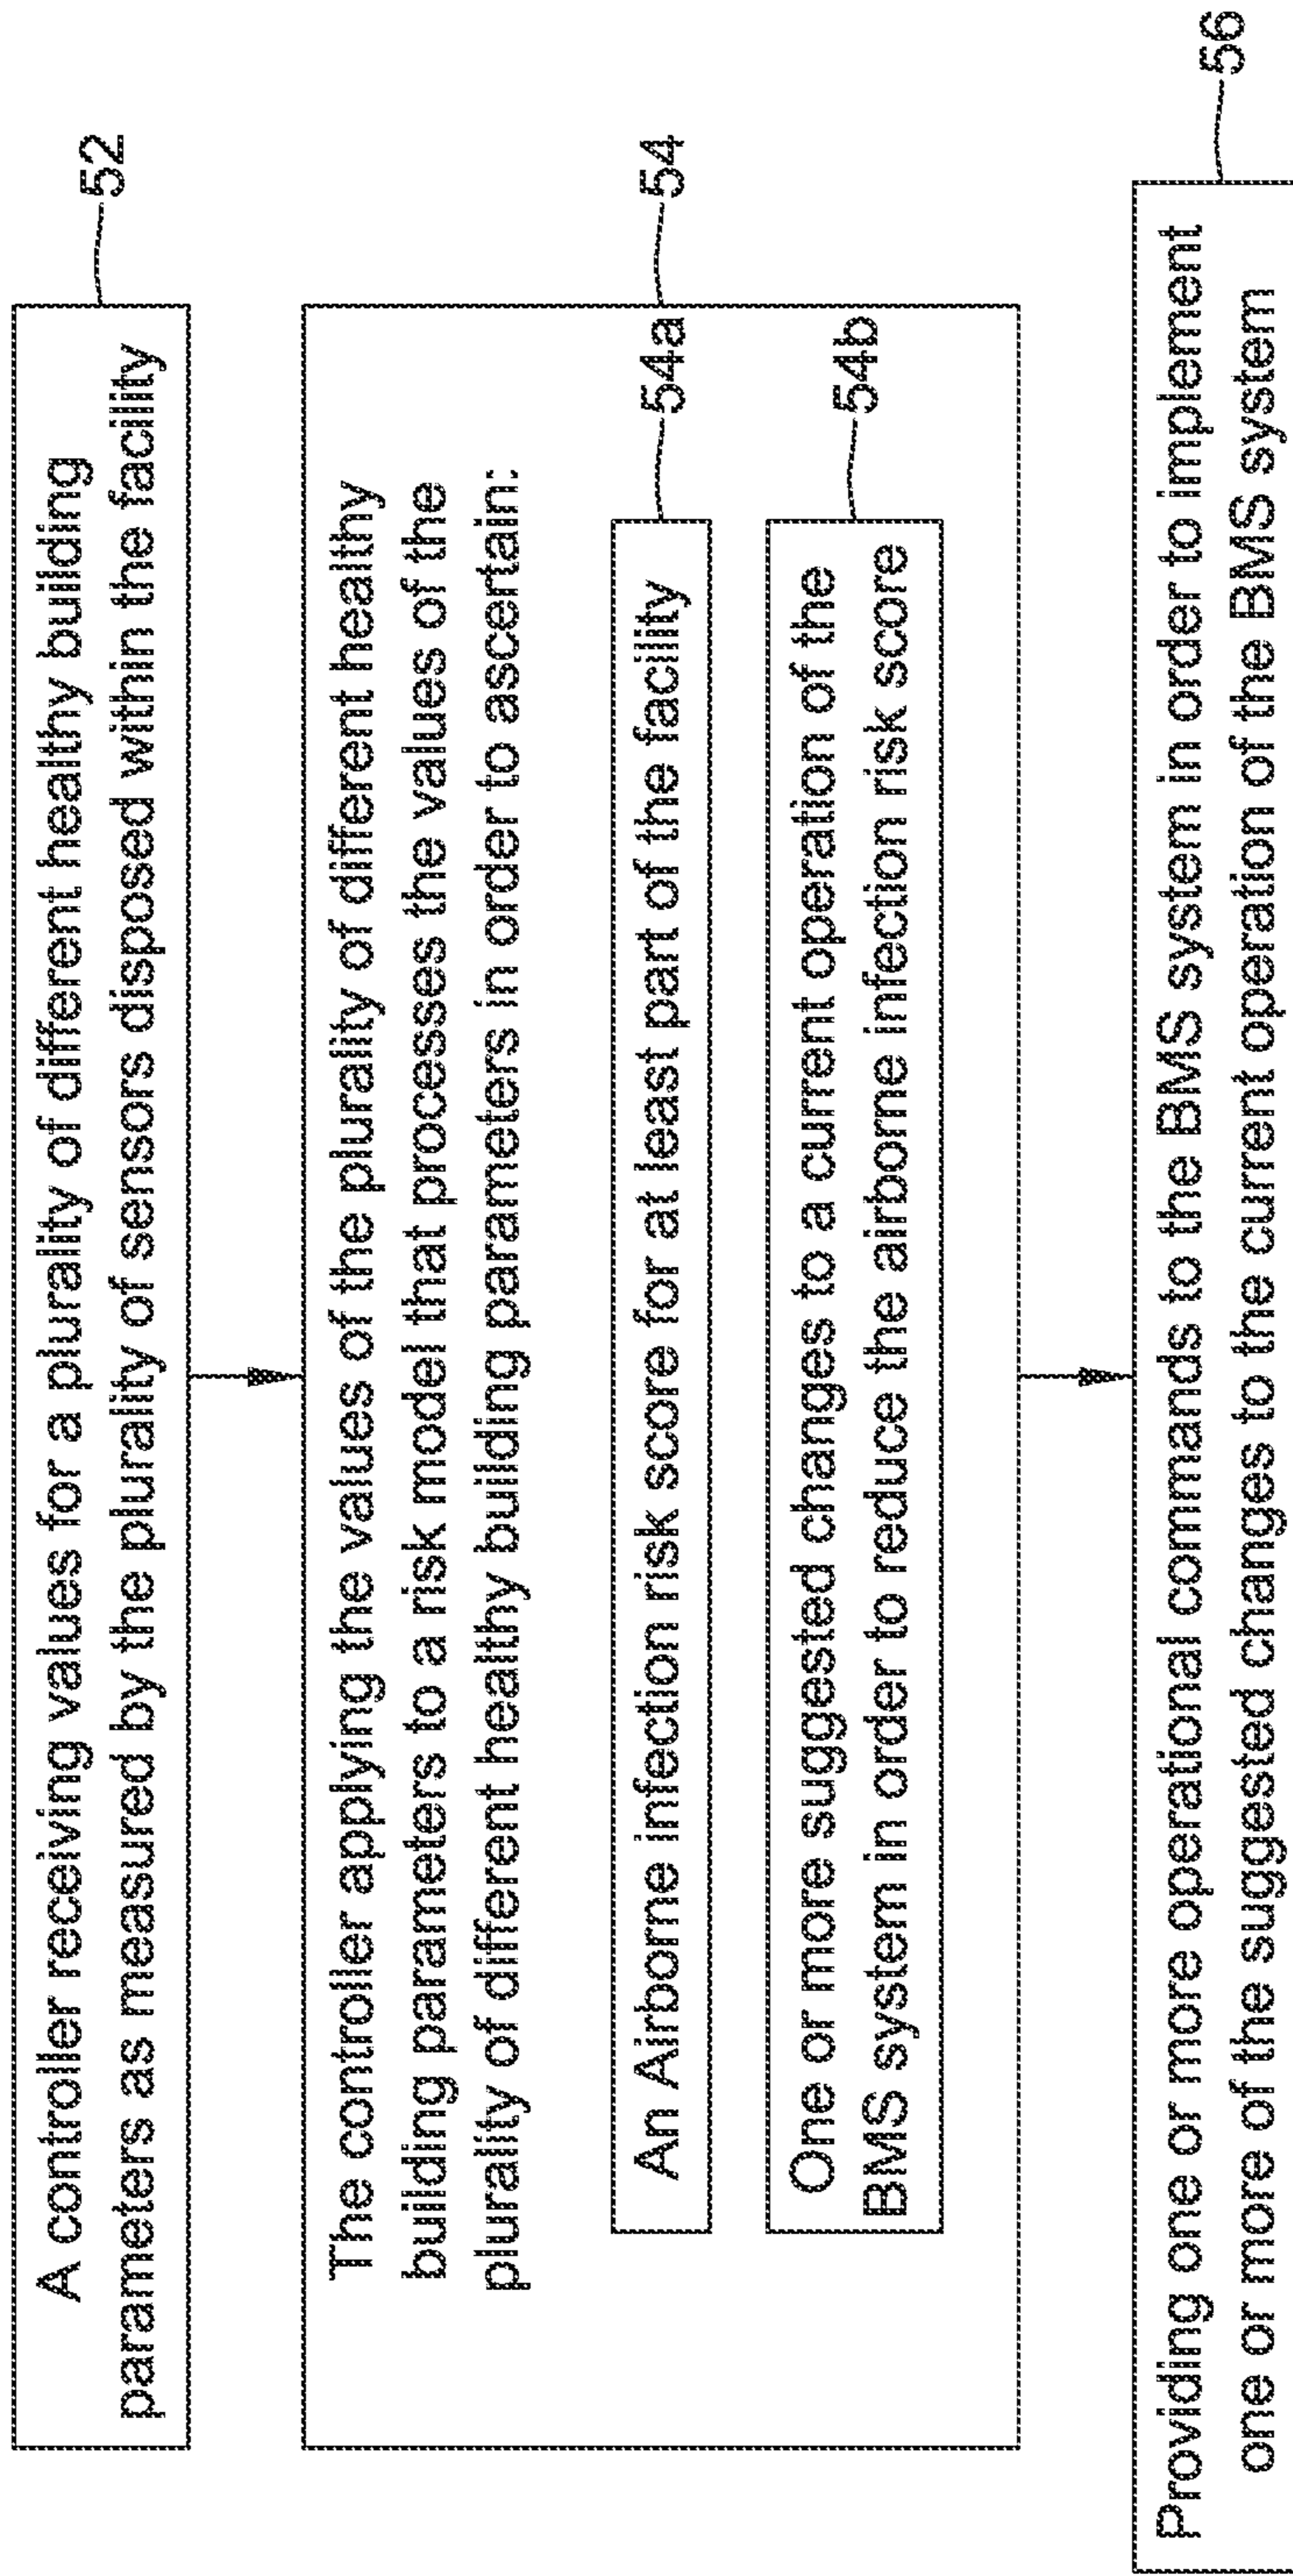 A controller receiving values for a plurality of different healthy building
parameters as measured by the plurality of sensors disposed within the facility
52
The controller applying the values of the plurality of different healthy
building parameters to a risk model that processes the values of the
plurality of different healthy building parameters in order to ascertain:
54
An Airborne infection risk score for at least part of the facility
54a
One or more suggested changes to a current operation of the
BMS system in order to reduce the airborne infection risk score
54b
Providing one or more operational commands to the BMS system in order to implement
one or more of the suggested changes to the current operation of the BMS system
56